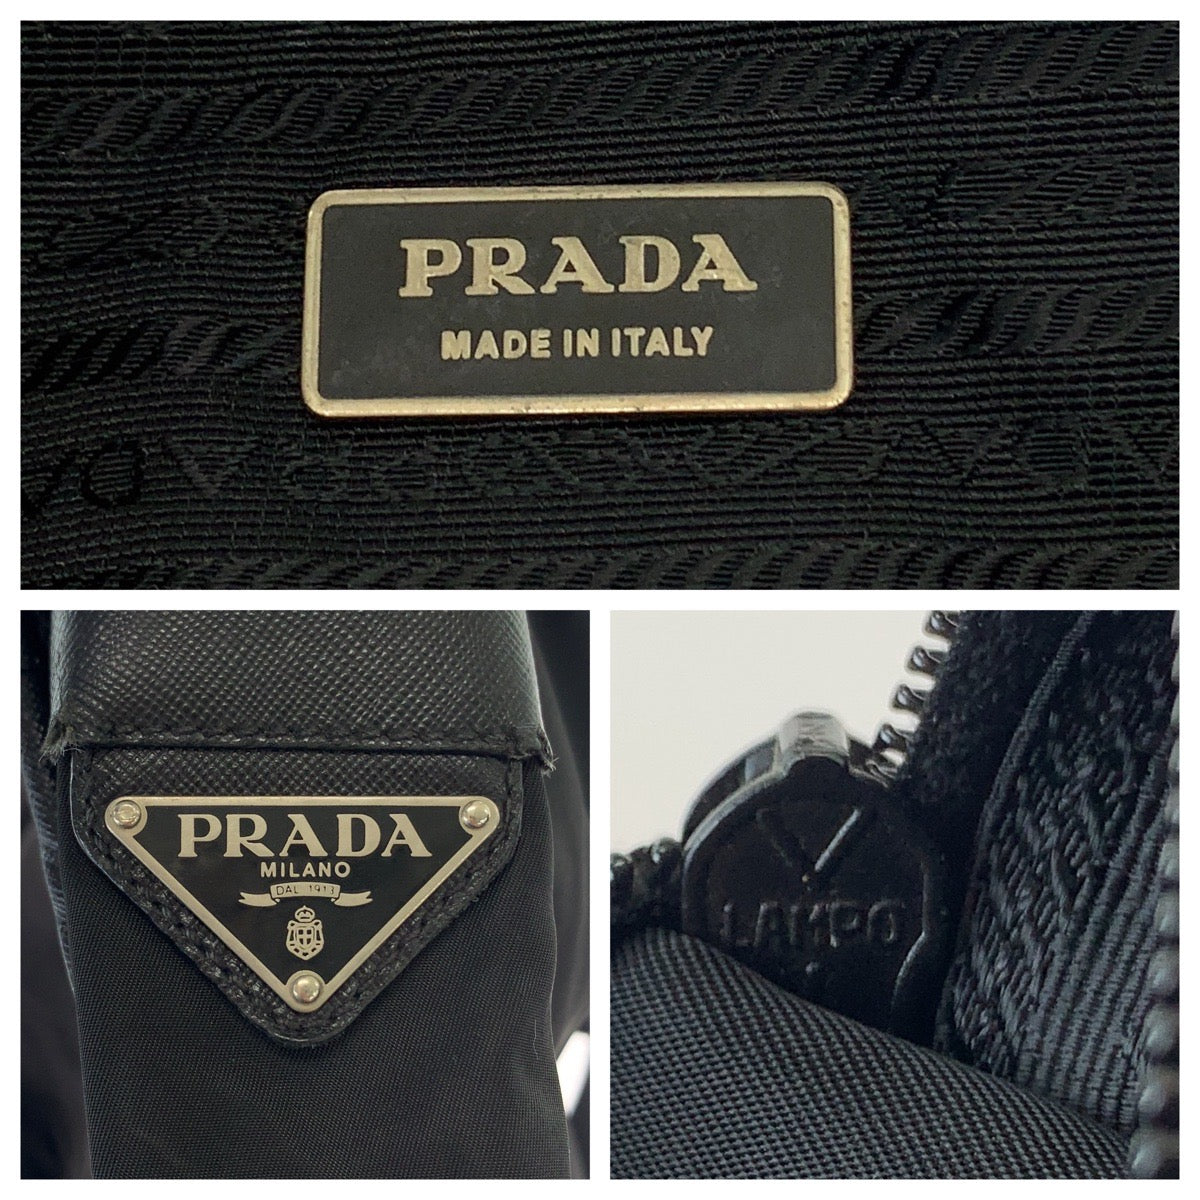 PRADA
MADE IN ITALY
PRADA
MILANO
DAL 1913
LAMPO